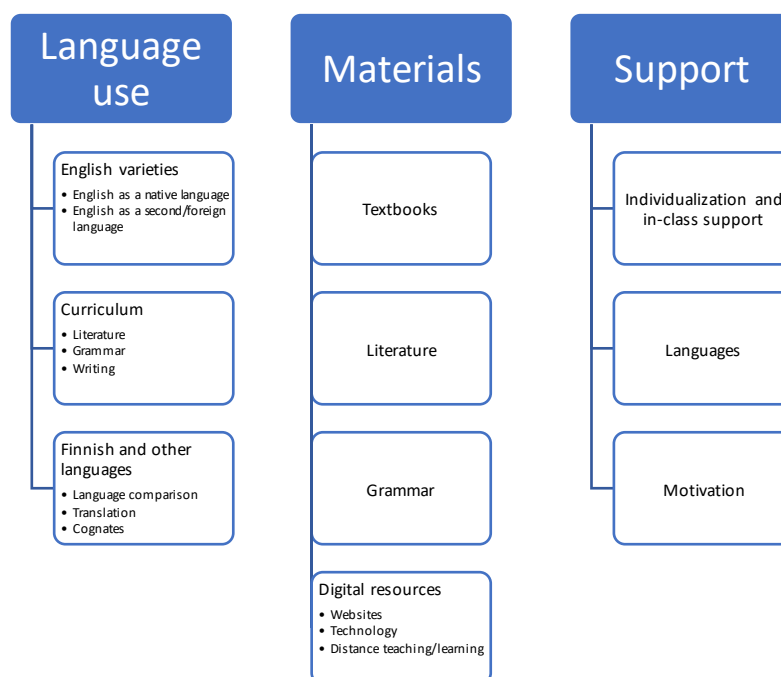 Language
use
English varieties
• English as a native language
• English as a second/foreign
language
Curriculum
• Literature
• Grammar
• Writing
Finnish and other
languages
• Language comparison
• Translation
• Cognates
Materials
Textbooks
Literature
Grammar
Digital resources
• Websites
• Technology
• Distance teaching/learning
Support
Individualization and
in-class support
Languages
Motivation